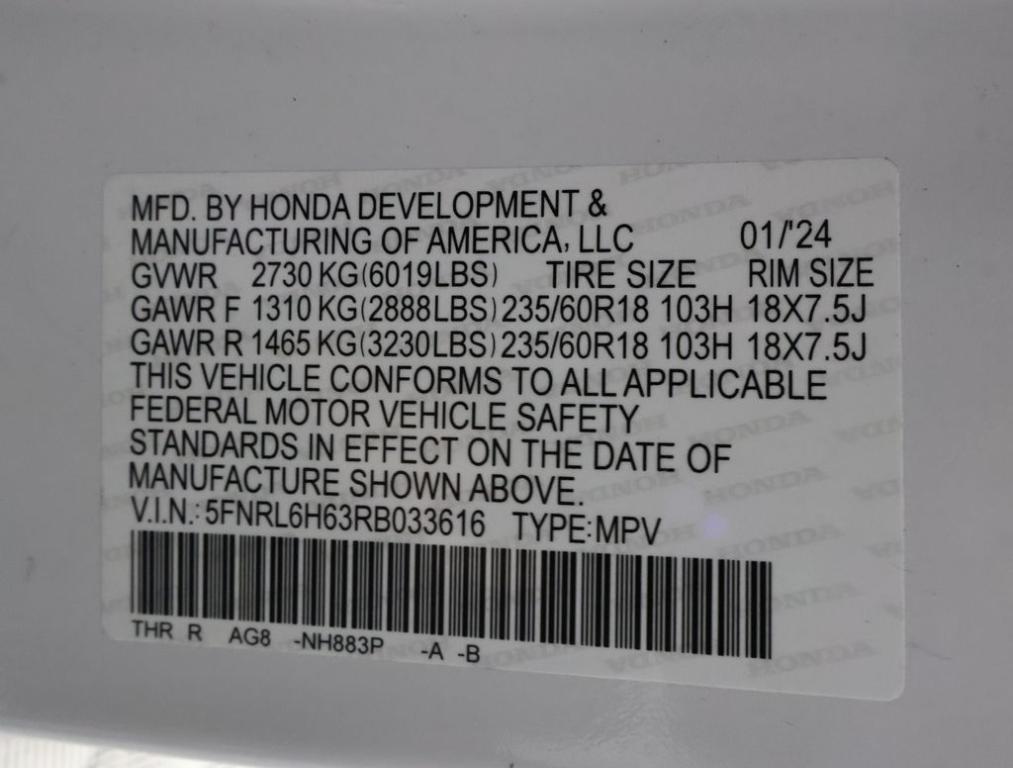 MFD. BY HONDA DEVELOPMENT &
MANUFACTURING OF AMERICA, LLC 01/'24
GVWR 2730 KG(6019LBS) TIRE SIZE RIM SIZE
GAWR F 1310 KG(2888LBS) 235/60R18 103H 18X7.5J
GAWR R 1465 KG(3230LBS) 235/60R18 103H 18X7.5J
THIS VEHICLE CONFORMS TO ALL APPLICABLE
FEDERAL MOTOR VEHICLE SAFETY
STANDARDS IN EFFECT ON THE DATE OF
MANUFACTURE SHOWN ABOVE.
V.I.N.: 5FNRL6H63RB033616 TYPE: MPV
THR R AG8 -NH883P -A -B